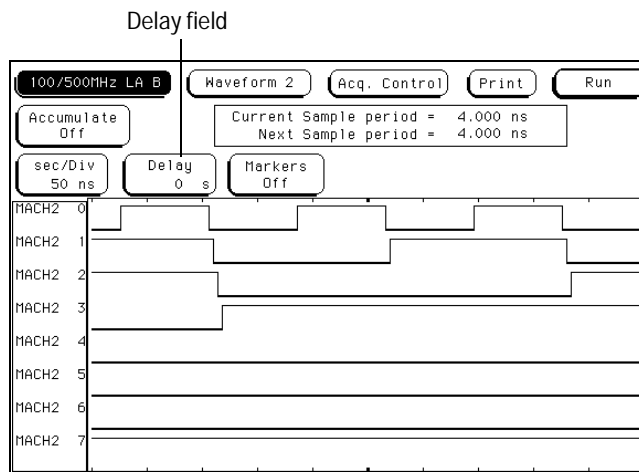 Delay field
100/500MHz LA B
Waveform 2
Acq. Control
Print
Run
Accumulate
Off
Current Sample period = 4.000 ns
Next Sample period = 4.000 ns
sec/Div
50 ns
Delay
0 s
Markers
Off
MACH2 0
MACH2 1
MACH2 2
MACH2 3
MACH2 4
MACH2 5
MACH2 6
MACH2 7